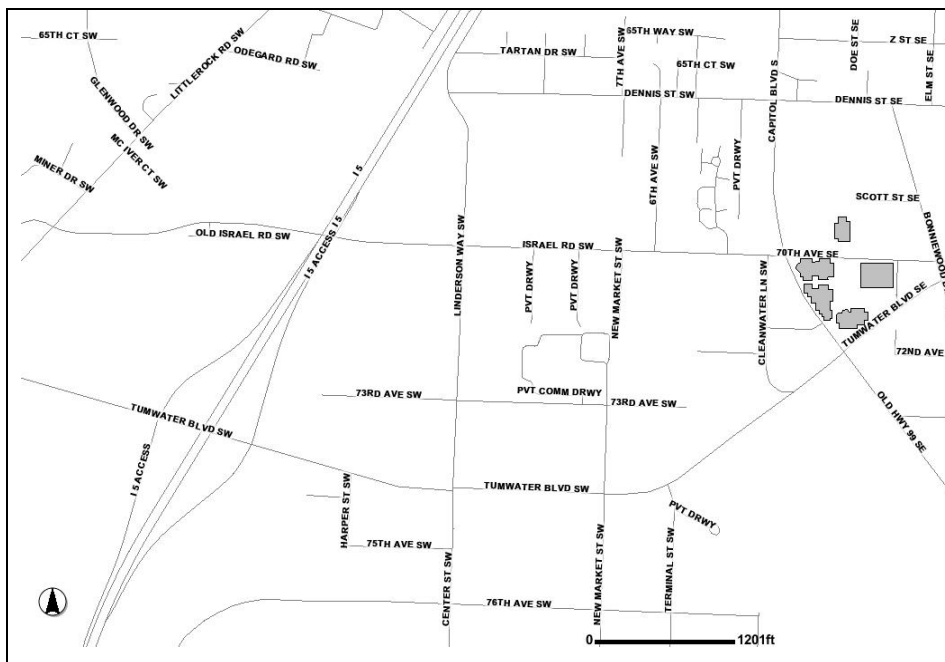 65TH CT SW
ODEGARD RD SW
LITTLEROCK RD SW
GLENWOOD DR SW
MC IVER CT SW
MINER DR SW
I 5
TARTAN DR SW
7TH AVE SW
65TH WAY SW
65TH CT SW
DENNIS ST SW
CAPITOL BLVD S
DOE ST SE
Z ST SE
ELM ST SE
DENNIS ST SE
6TH AVE SW
PVT DRWY
SCOTT ST SE
OLD ISRAEL RD SW
I 5 ACCESS I 5
LINDERSON WAY SW
ISRAEL RD SW
70TH AVE SE
PVT DRWY
PVT DRWY
NEW MARKET ST SW
CLEANWATER LN SW
TUMWATER BLVD SE
72ND AVE
PVT COMM DRWY
73RD AVE SW
73RD AVE SW
TUMWATER BLVD SW
OLD HWY 99 SE
I 5 ACCESS
TUMWATER BLVD SW
HARPER ST SW
PVT DRWY
75TH AVE SW
CENTER ST SW
NEW MARKET ST SW
TERMINAL ST SW
76TH AVE SW
0 1201ft